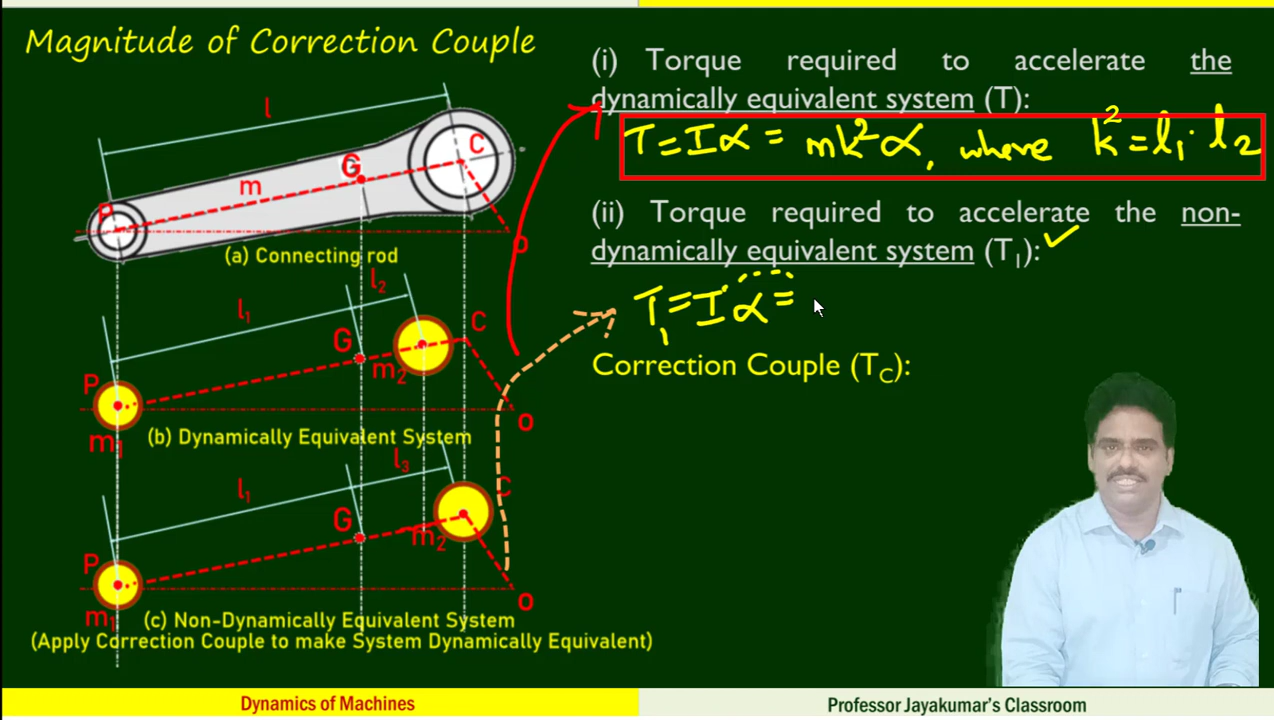 Magnitude of Correction Couple
l
C
G
m
P
O
(a) Connecting rod
l₂
l₁
C
G
P
m₂
O
m₁
(b) Dynamically Equivalent System
l₃
l₁
C
G
m₂
P
O
m₁
(c) Non-Dynamically Equivalent System
(Apply Correction Couple to make System Dynamically Equivalent)
(i) Torque required to accelerate the
dynamically equivalent system (T):
T = Iα = mk²α, where k² = l₁· l₂
(ii) Torque required to accelerate the non-
dynamically equivalent system (T₁): ✓
T₁ = Iα =
Correction Couple (T_C):
Dynamics of Machines
Professor Jayakumar's Classroom